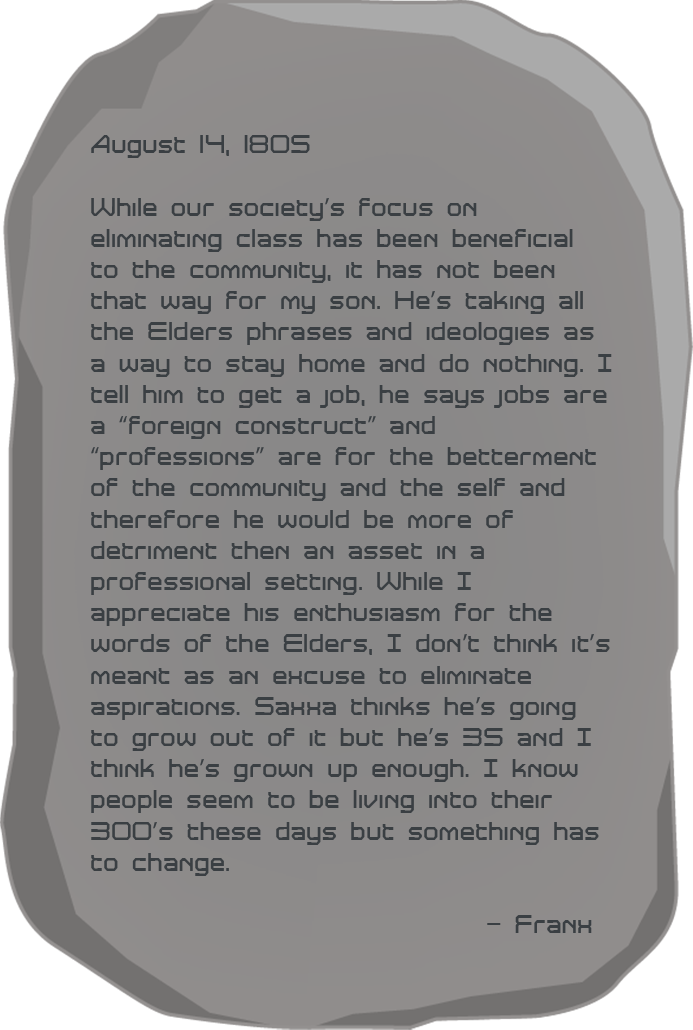 August 14, 1805
While our society's focus on
eliminating class has been beneficial
to the community, it has not been
that way for my son. He's taking all
the Elders phrases and ideologies as
a way to stay home and do nothing. I
tell him to get a job, he says jobs are
a "foreign construct" and
"professions" are for the betterment
of the community and the self and
therefore he would be more of
detriment then an asset in a
professional setting. While I
appreciate his enthusiasm for the
words of the Elders, I don't think it's
meant as an excuse to eliminate
aspirations. Saxxa thinks he's going
to grow out of it but he's 35 and I
think he's grown up enough. I know
people seem to be living into their
300's these days but something has
to change.
– Franx